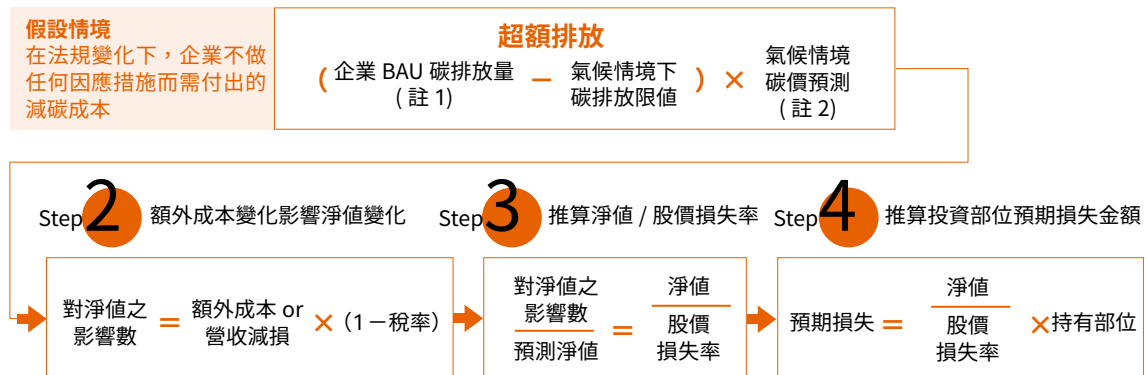 假設情境
在法規變化下，企業不做
任何因應措施而需付出的
減碳成本
超額排放
( 企業 BAU 碳排放量
( 註 1)
－
氣候情境下
碳排放限值
) ×
氣候情境
碳價預測
( 註 2)
Step 2 額外成本變化影響淨值變化
Step 3 推算淨值 / 股價損失率
Step 4 推算投資部位預期損失金額
對淨值之
影響數
=
額外成本 or
營收減損
× (1－稅率)
對淨值之
影響數
預測淨值
=
淨值
股價
損失率
預期損失 =
淨值
股價
損失率
×持有部位